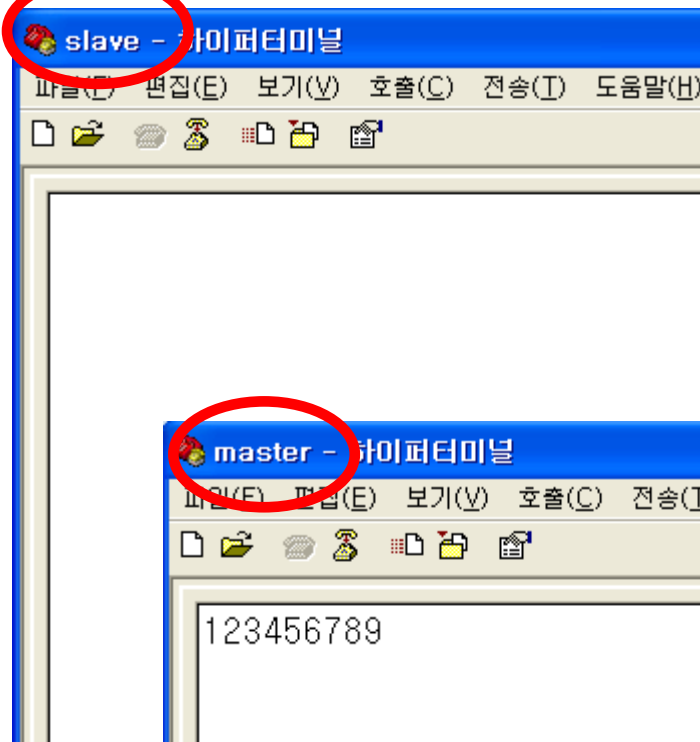 slave - 하이퍼터미널
파일(F) 편집(E) 보기(V) 호출(C) 전송(T) 도움말(H)
master - 하이퍼터미널
파일(F) 편집(E) 보기(V) 호출(C) 전송(T
123456789